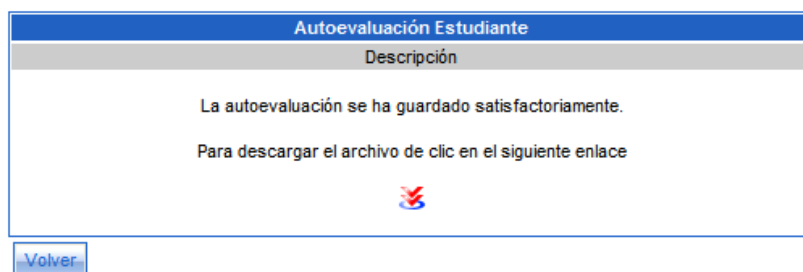 Autoevaluación Estudiante
Descripción
La autoevaluación se ha guardado satisfactoriamente.
Para descargar el archivo de clic en el siguiente enlace
Volver